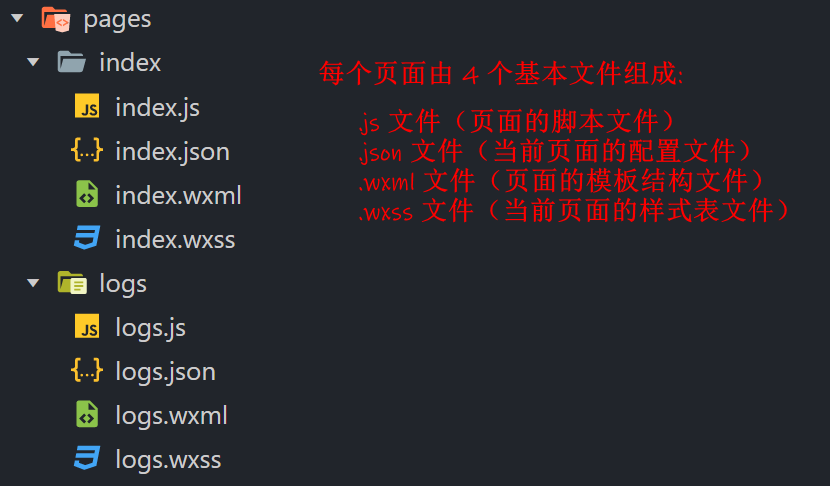 pages
index
index.js
index.json
index.wxml
index.wxss
logs
logs.js
logs.json
logs.wxml
logs.wxss
每个页面由 4 个基本文件组成:
.js 文件（页面的脚本文件）
.json 文件（当前页面的配置文件）
.wxml 文件（页面的模板结构文件）
.wxss 文件（当前页面的样式表文件）